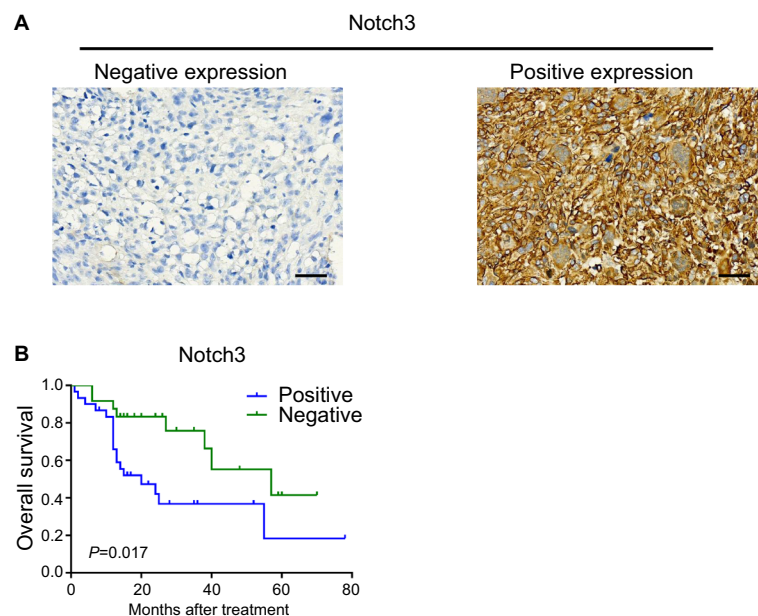 A
Notch3
Negative expression
Positive expression
B
Notch3
Positive
Negative
Overall survival
1.0
0.8
0.6
0.4
0.2
0.0
P=0.017
0 20 40 60 80
Months after treatment